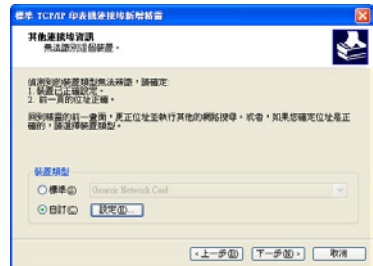 標準 TCP/IP 印表機連接埠新增精靈
其他連接埠資訊
無法識別這個裝置。
偵測到的裝置類型無法辨識，請確定:
1. 裝置已正確設定。
2. 前一頁的位址正確。
回到精靈的前一畫面，更正位址並執行其他的網路搜尋。或者，如果您確定位址是正
確的，請選擇裝置類型。
裝置類型
標準(S) Generic Network Card
自訂(C) 設定(E)...
<上一步(B) 下一步(N)> 取消